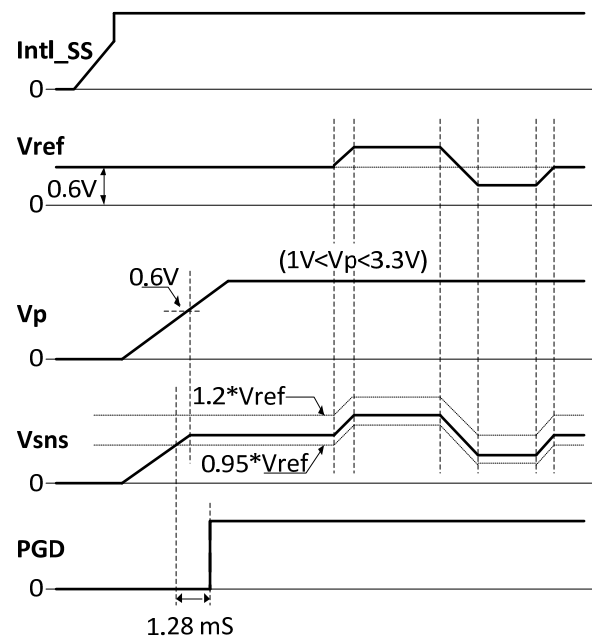 Intl_SS
0
Vref
0.6V
0
(1V<Vp<3.3V)
0.6V
Vp
0
1.2*Vref
Vsns
0.95*Vref
0
PGD
0
1.28 mS